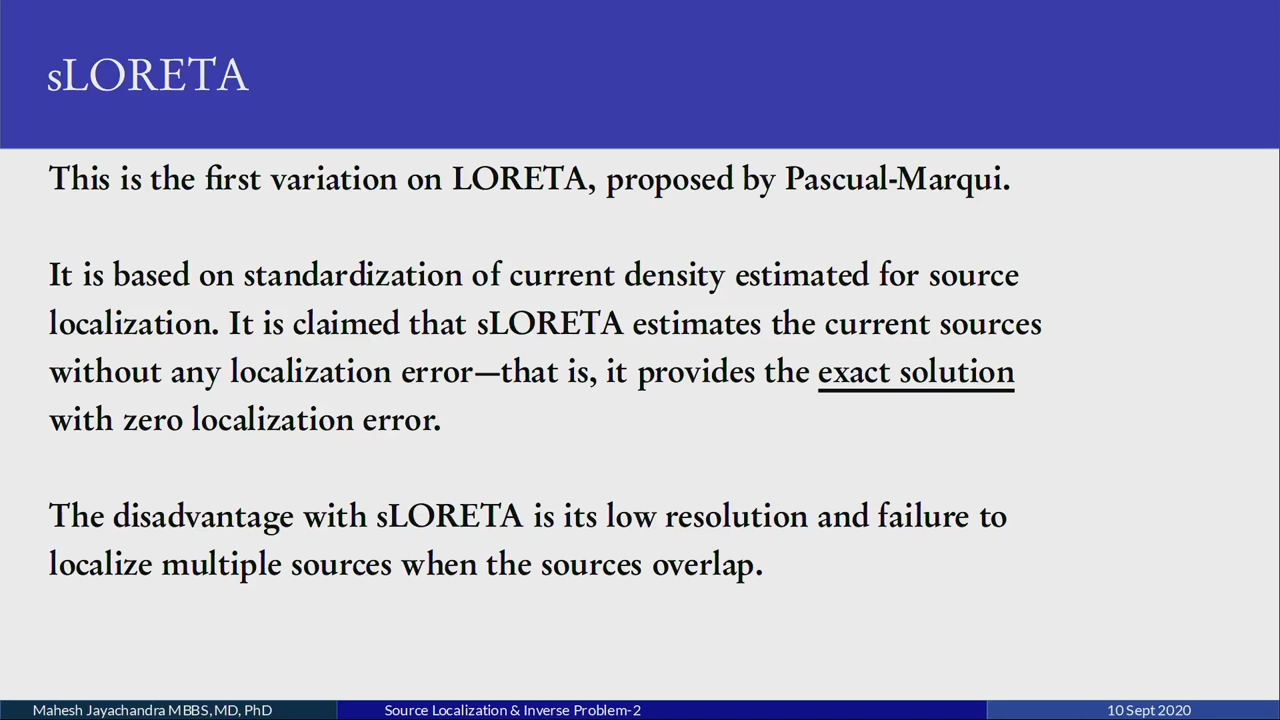 sLORETA
This is the first variation on LORETA, proposed by Pascual-Marqui.
It is based on standardization of current density estimated for source
localization. It is claimed that sLORETA estimates the current sources
without any localization error—that is, it provides the exact solution
with zero localization error.
The disadvantage with sLORETA is its low resolution and failure to
localize multiple sources when the sources overlap.
Mahesh Jayachandra MBBS, MD, PhD
Source Localization & Inverse Problem-2
10 Sept 2020